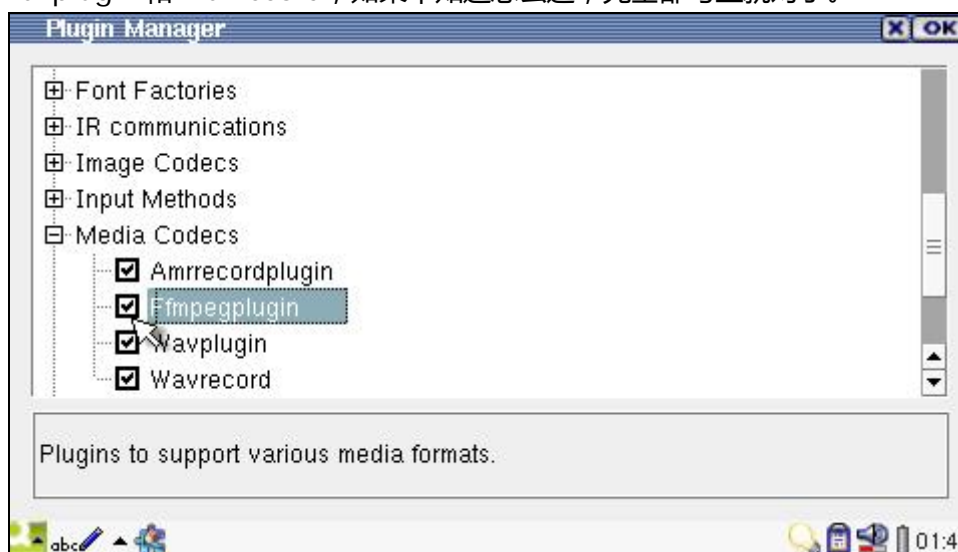 Plugin Manager
X OK
Font Factories
IR communications
Image Codecs
Input Methods
Media Codecs
Amrrecordplugin
Ffmpegplugin
Wavplugin
Wavrecord
Plugins to support various media formats.
abc 01:4